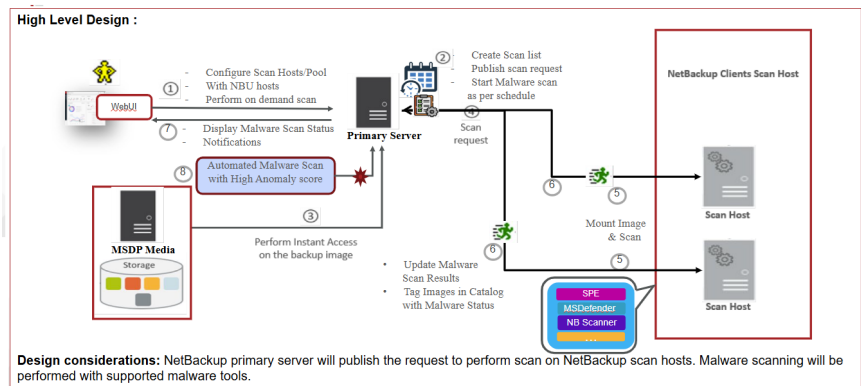 High Level Design :
1
- Configure Scan Hosts/Pool
- With NBU hosts
- Perform on demand scan
WebUI
7
- Display Malware Scan Status
- Notifications
2
- Create Scan list
- Publish scan request
- Start Malware scan
as per schedule
Primary Server
4
Scan
request
NetBackup Clients Scan Host
8
Automated Malware Scan
with High Anomaly score
3
Perform Instant Access
on the backup image
MSDP Media
Storage
6
5
Scan Host
Mount Image
& Scan
6
5
Scan Host
• Update Malware
Scan Results
• Tag Images in Catalog
with Malware Status
SPE
MSDefender
NB Scanner
...
Design considerations: NetBackup primary server will publish the request to perform scan on NetBackup scan hosts. Malware scanning will be
performed with supported malware tools.